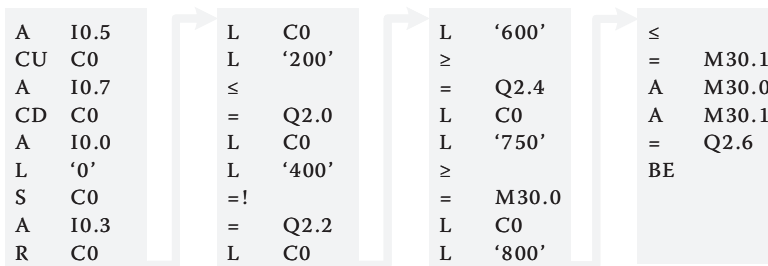 A I0.5
CU C0
A I0.7
CD C0
A I0.0
L ‘0’
S C0
A I0.3
R C0
L C0
L ‘200’
≤
= Q2.0
L C0
L ‘400’
=!
= Q2.2
L C0
L ‘600’
≥
= Q2.4
L C0
L ‘750’
≥
= M30.0
L C0
L ‘800’
≤
= M30.1
A M30.0
A M30.1
= Q2.6
BE